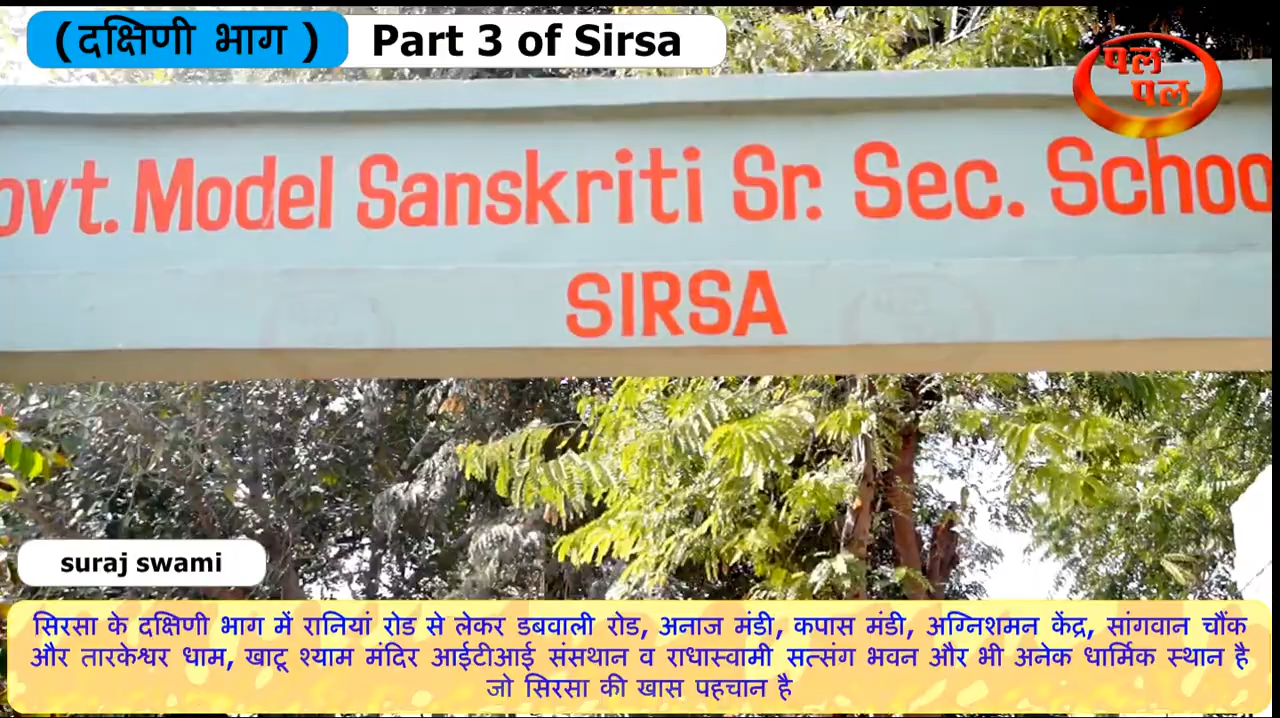 (दक्षिणी भाग ) Part 3 of Sirsa
पल
पल
ovt. Model Sanskriti Sr. Sec. Schoo
SIRSA
suraj swami
सिरसा के दक्षिणी भाग में रानियां रोड से लेकर डबवाली रोड, अनाज मंडी, कपास मंडी, अग्निशमन केंद्र, सांगवान चौंक
और तारकेश्वर धाम, खाटू श्याम मंदिर आईटीआई संसथान व राधास्वामी सत्संग भवन और भी अनेक धार्मिक स्थान है
जो सिरसा की खास पहचान है